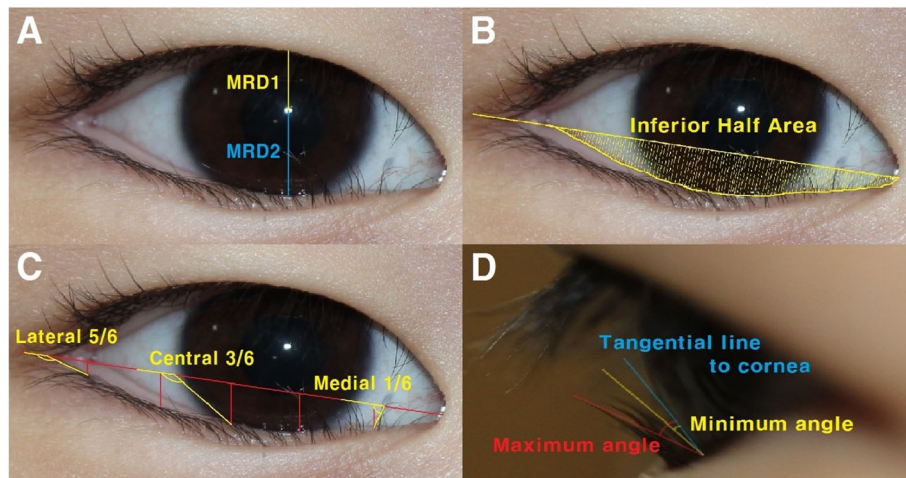 A
MRD1
MRD2
B
Inferior Half Area
C
Lateral 5/6
Central 3/6
Medial 1/6
D
Tangential line
to cornea
Minimum angle
Maximum angle